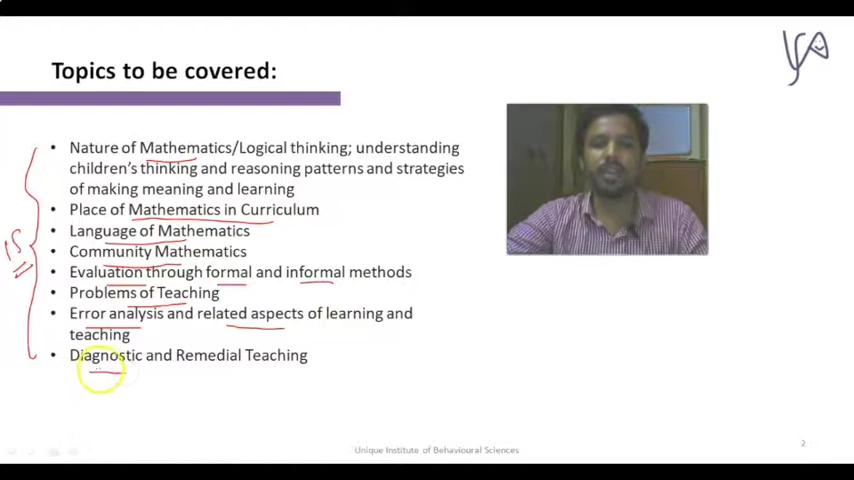 Topics to be covered:
• Nature of Mathematics/Logical thinking; understanding
children's thinking and reasoning patterns and strategies
of making meaning and learning
• Place of Mathematics in Curriculum
• Language of Mathematics
• Community Mathematics
• Evaluation through formal and informal methods
• Problems of Teaching
• Error analysis and related aspects of learning and
teaching
• Diagnostic and Remedial Teaching
15
Unique Institute of Behavioural Sciences
2